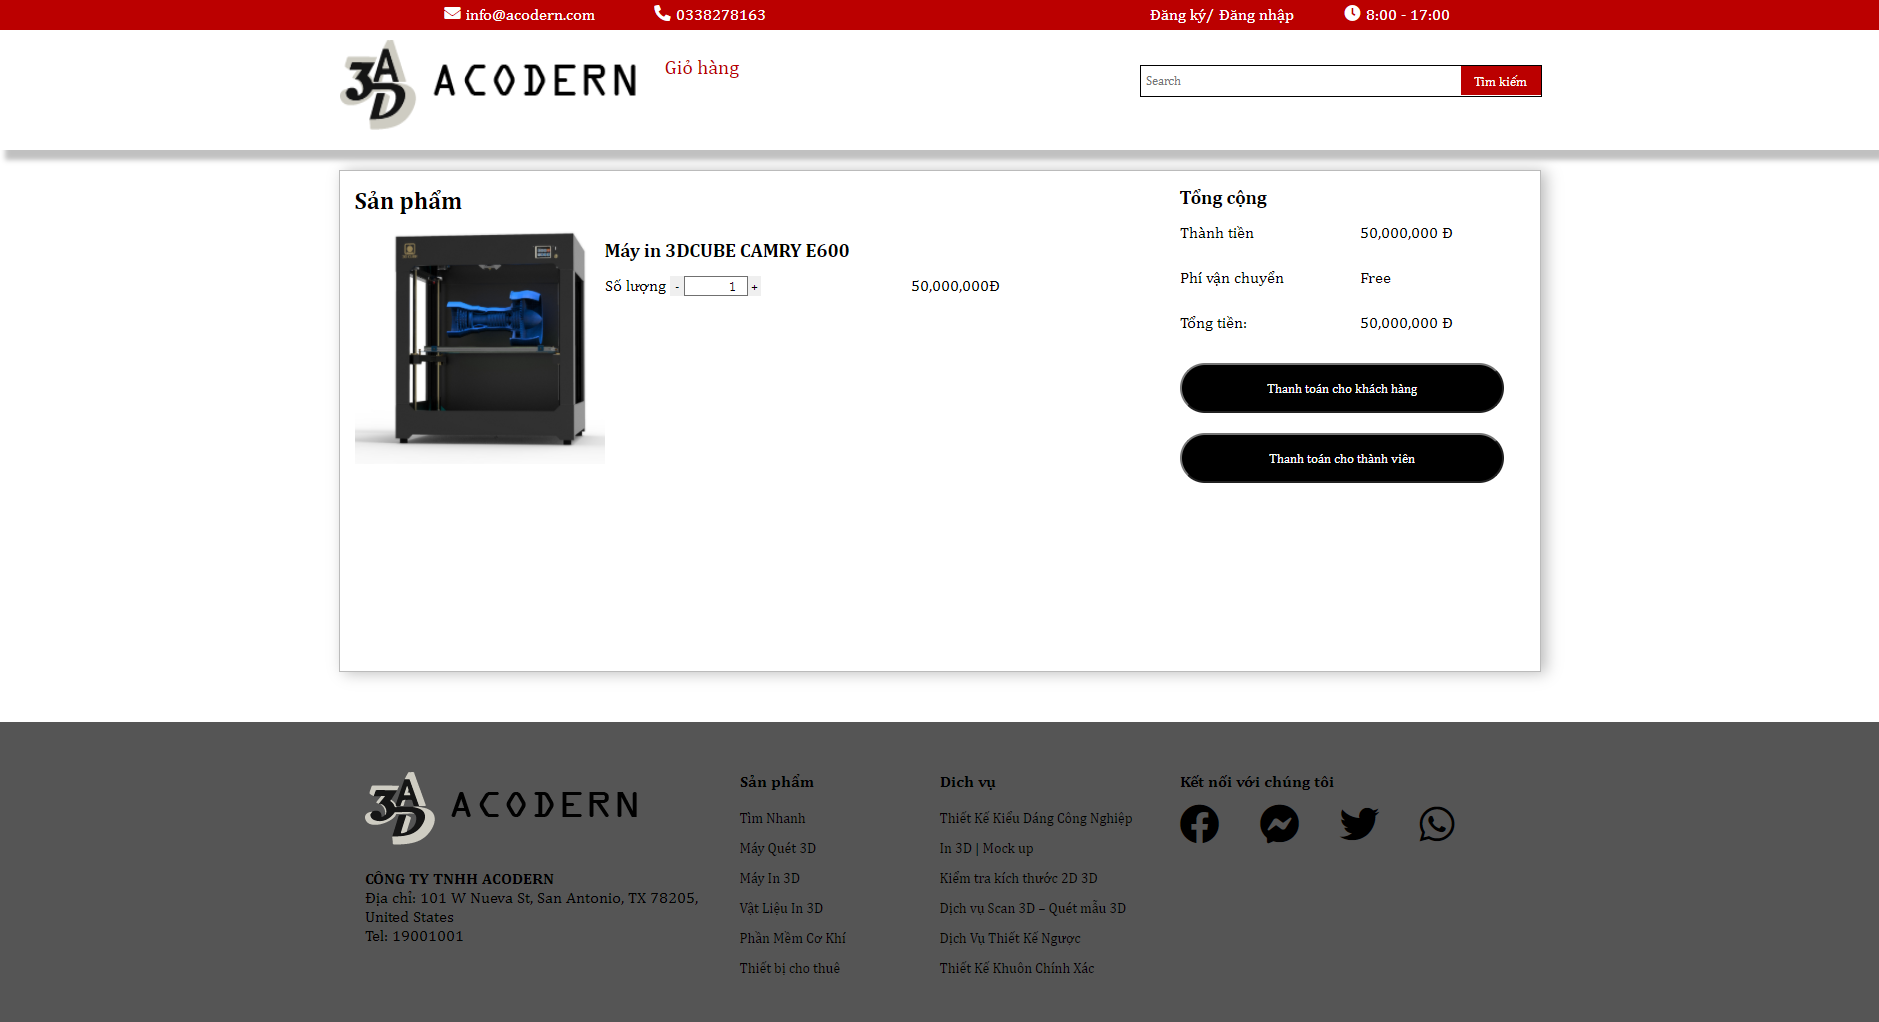 info@acodern.com
0338278163
Đăng ký/ Đăng nhập
8:00 - 17:00
3AD ACODERN
Giỏ hàng
Search
Tìm kiếm
Sản phẩm
Máy in 3DCUBE CAMRY E600
Số lượng - 1 +
50,000,000Đ
Tổng cộng
Thành tiền 50,000,000 Đ
Phí vận chuyển Free
Tổng tiền: 50,000,000 Đ
Thanh toán cho khách hàng
Thanh toán cho thành viên
3AD ACODERN
CÔNG TY TNHH ACODERN
Địa chỉ: 101 W Nueva St, San Antonio, TX 78205,
United States
Tel: 19001001
Sản phẩm
Tìm Nhanh
Máy Quét 3D
Máy In 3D
Vật Liệu In 3D
Phần Mềm Cơ Khí
Thiết bị cho thuê
Dich vụ
Thiết Kế Kiểu Dáng Công Nghiệp
In 3D | Mock up
Kiểm tra kích thước 2D 3D
Dịch vụ Scan 3D – Quét mẫu 3D
Dịch Vụ Thiết Kế Ngược
Thiết Kế Khuôn Chính Xác
Kết nối với chúng tôi